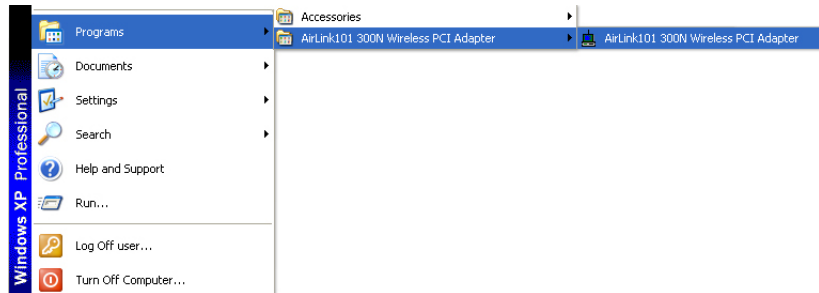 Windows XP Professional
Programs
Documents
Settings
Search
Help and Support
Run...
Log Off user...
Turn Off Computer...
Accessories
AirLink101 300N Wireless PCI Adapter
AirLink101 300N Wireless PCI Adapter